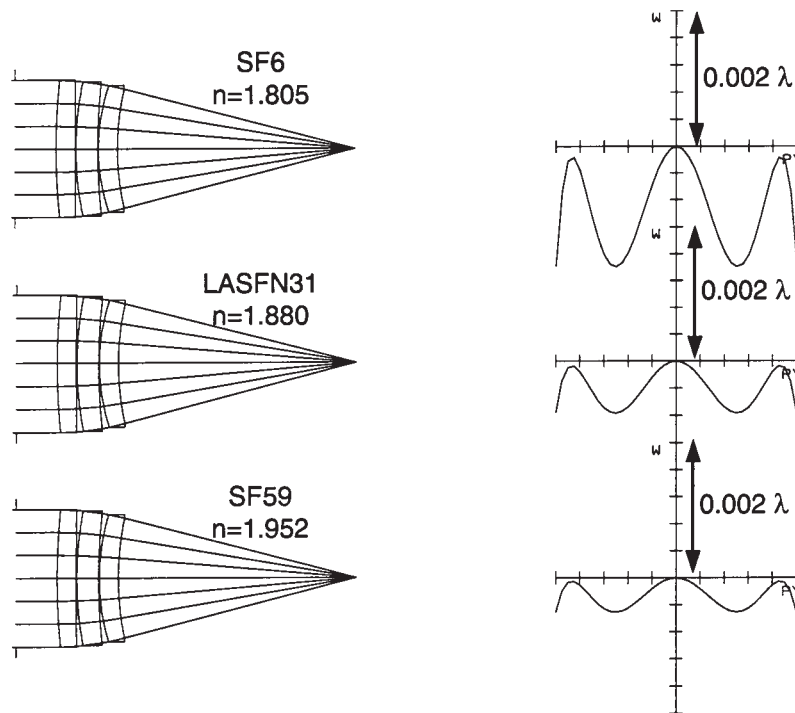 SF6
n=1.805
W
0.002 λ
W
LASFN31
n=1.880
0.002 λ
W
SF59
n=1.952
0.002 λ